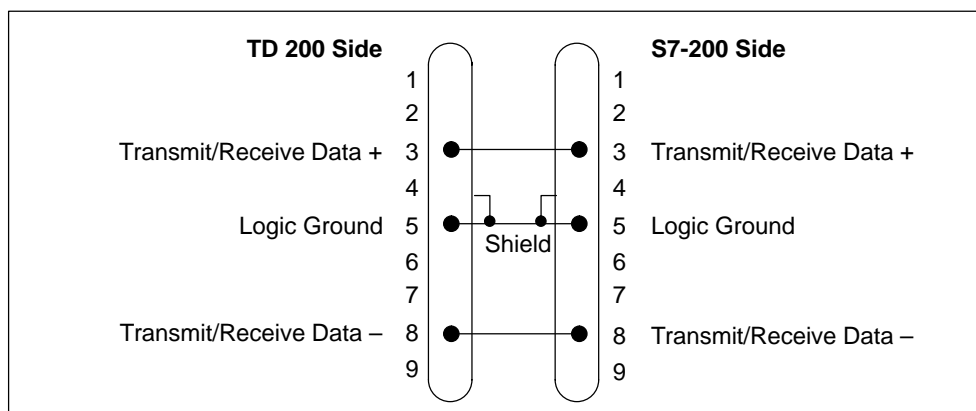 TD 200 Side S7-200 Side
1 1
2 2
Transmit/Receive Data + 3 3 Transmit/Receive Data +
4 4
Logic Ground 5 5 Logic Ground
Shield
6 6
7 7
Transmit/Receive Data – 8 8 Transmit/Receive Data –
9 9